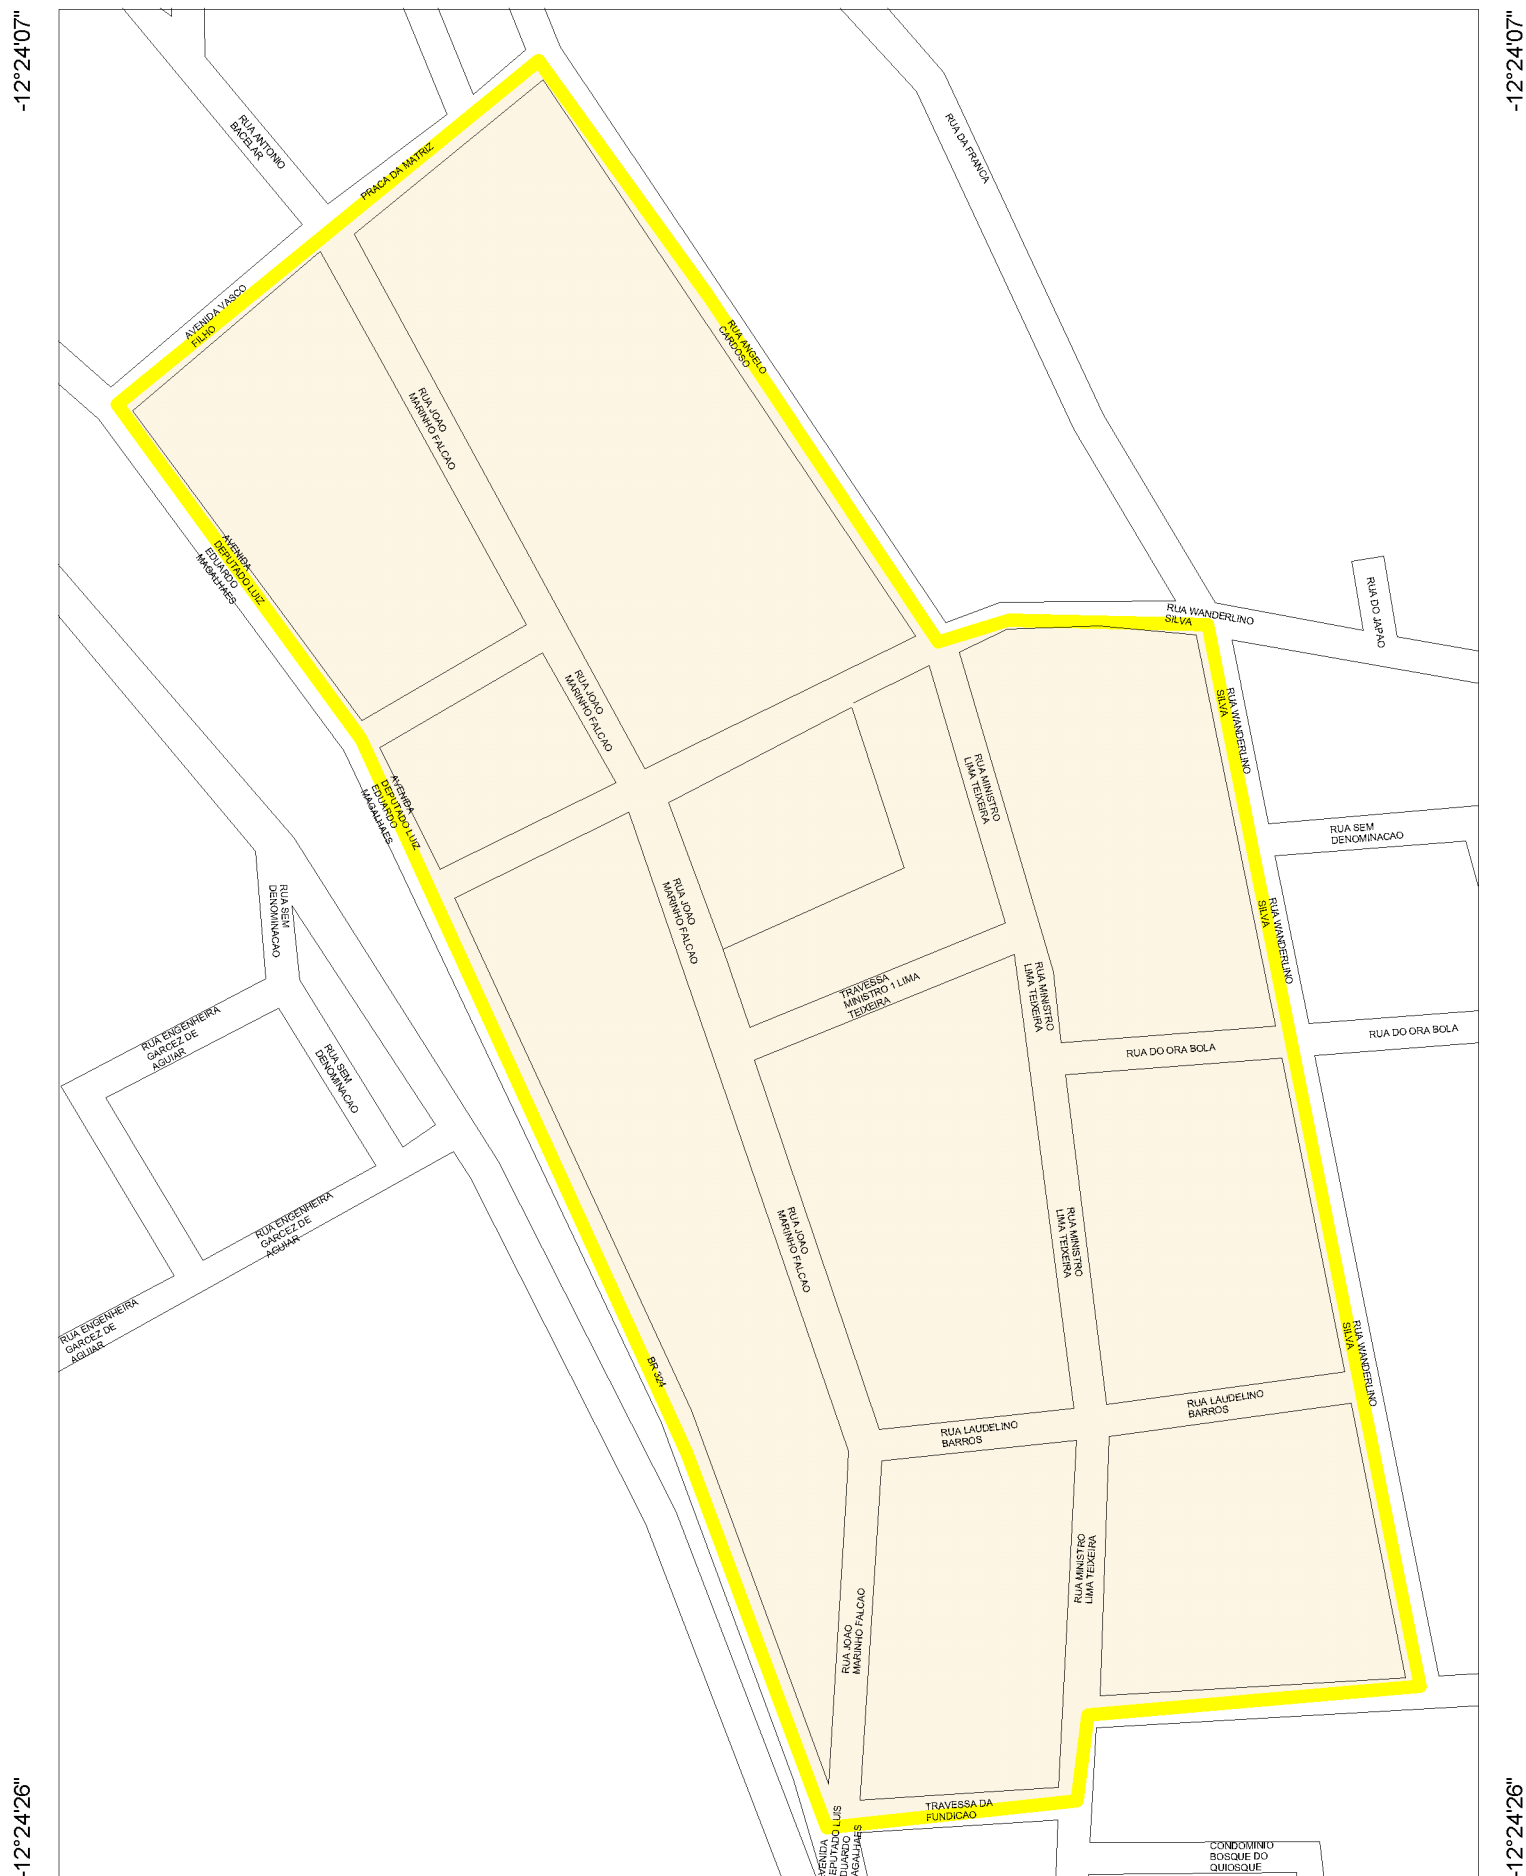 -12°24'07"
-12°24'07"
RUA ANTONIO
BACELAR
PRACA DA MATRIZ
RUA DA FRANCA
AVENIDA VASCO
FILHO
RUA ANGELO
CARDOSO
RUA JOAO
MARINHO FALCAO
AVENIDA
DEPUTADO LUIZ
EDUARDO
MAGALHAES
RUA WANDERLINO
SILVA
RUA DO JAPAO
RUA JOAO
MARINHO FALCAO
RUA WANDERLINO
SILVA
AVENIDA
DEPUTADO LUIZ
EDUARDO
MAGALHAES
RUA MINISTRO
LIMA TEIXEIRA
RUA SEM
DENOMINACAO
RUA SEM
DENOMINACAO
RUA JOAO
MARINHO FALCAO
RUA WANDERLINO
SILVA
TRAVESSA
MINISTRO 1 LIMA
TEIXEIRA
RUA MINISTRO
LIMA TEIXEIRA
RUA ENGENHEIRA
GARCEZ DE
AGUIAR
RUA SEM
DENOMINACAO
RUA DO ORA BOLA
RUA DO ORA BOLA
RUA ENGENHEIRA
GARCEZ DE
AGUIAR
RUA JOAO
MARINHO FALCAO
RUA MINISTRO
LIMA TEIXEIRA
RUA ENGENHEIRA
GARCEZ DE
AGUIAR
BR 324
RUA WANDERLINO
SILVA
RUA LAUDELINO
BARROS
RUA LAUDELINO
BARROS
RUA MINISTRO
LIMA TEIXEIRA
RUA JOAO
MARINHO FALCAO
TRAVESSA DA
FUNDICAO
-12°24'26"
-12°24'26"
AVENIDA
DEPUTADO LUIS
EDUARDO
MAGALHAES
CONDOMINIO
BOSQUE DO
QUIOSQUE